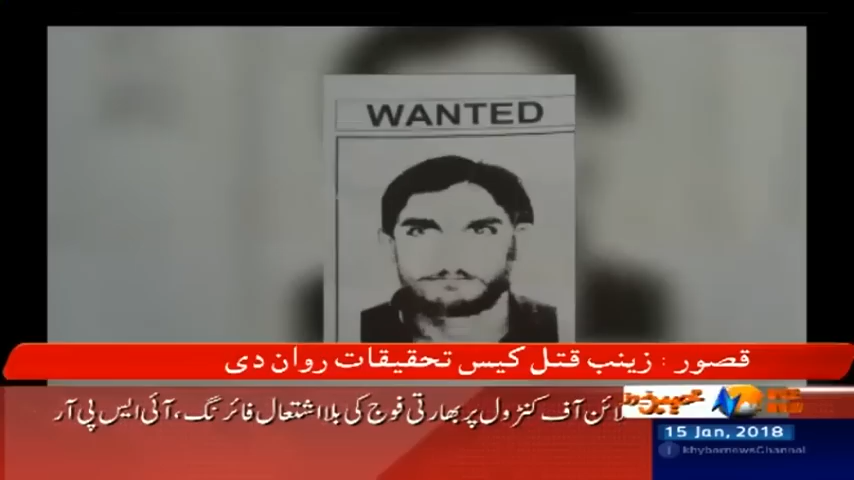 WANTED
قصور : زینب قتل کیس تحقیقات روان دی
لائن آف کنٹرول پر بھارتی فوج کی بلا اشتعال فائرنگ، آئی ایس پی آر
15 Jan, 2018
khybernewsChannel